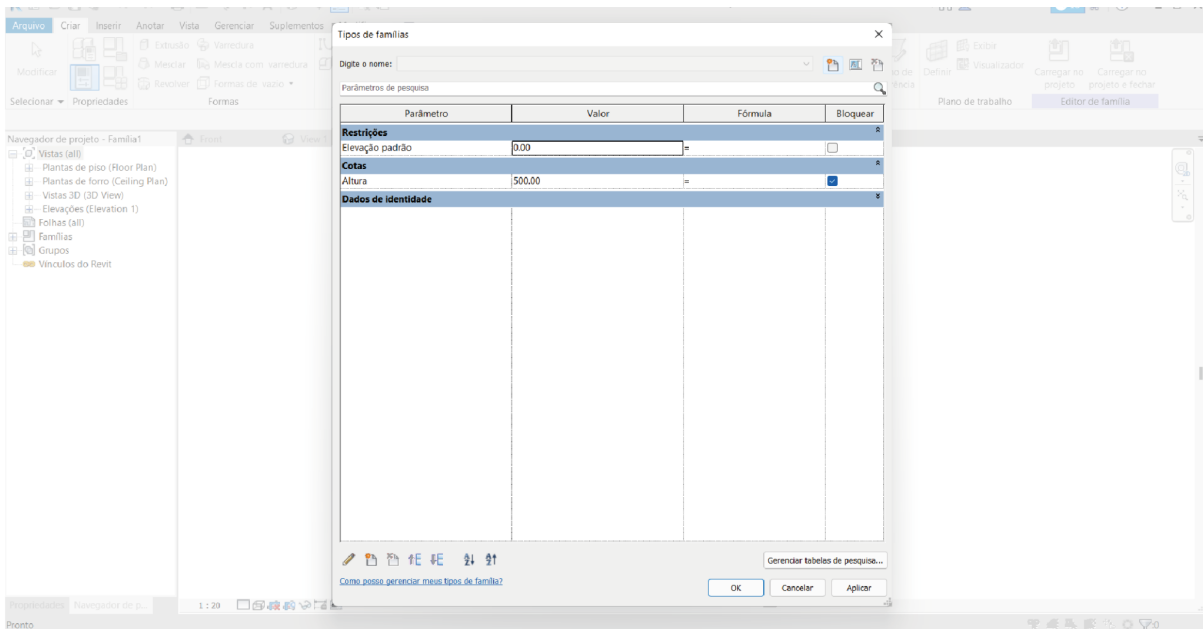 Arquivo Criar Inserir Anotar Vista Gerenciar Suplementos
Tipos de famílias
Extrusão Varredura
Exibir
Digite o nome:
Modificar
Mesclar Mescla com varredura
Definir Visualizador Carregar no Carregar no
Revolver Formas de vazio
projeto projeto e fechar
Parâmetros de pesquisa
Selecionar Propriedades Formas
Plano de trabalho Editor de família
Parâmetro Valor Fórmula Bloquear
Restrições
Navegador de projeto - Família1 Front View 1
Elevação padrão 0.00 =
Vistas (all)
Plantas de piso (Floor Plan)
Cotas
Plantas de forro (Ceiling Plan)
Altura 500.00 =
Vistas 3D (3D View)
Dados de identidade
Elevações (Elevation 1)
Folhas (all)
Famílias
Grupos
Vínculos do Revit
Gerenciar tabelas de pesquisa...
Como posso gerenciar meus tipos de família?
OK Cancelar Aplicar
Propriedades Navegador de p...
1 : 20
Pronto